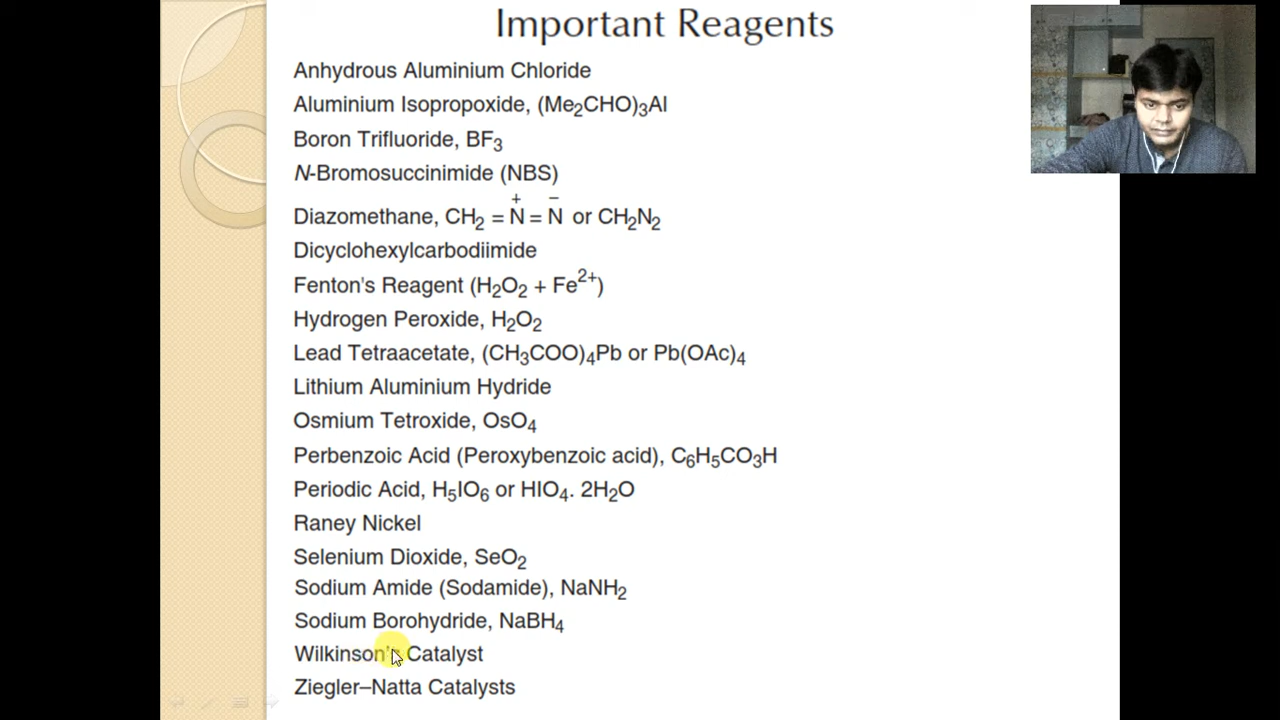 Important Reagents
Anhydrous Aluminium Chloride
Aluminium Isopropoxide, (Me₂CHO)₃Al
Boron Trifluoride, BF₃
N-Bromosuccinimide (NBS)
Diazomethane, CH₂ = N⁺ = N⁻ or CH₂N₂
Dicyclohexylcarbodiimide
Fenton's Reagent (H₂O₂ + Fe²⁺)
Hydrogen Peroxide, H₂O₂
Lead Tetraacetate, (CH₃COO)₄Pb or Pb(OAc)₄
Lithium Aluminium Hydride
Osmium Tetroxide, OsO₄
Perbenzoic Acid (Peroxybenzoic acid), C₆H₅CO₃H
Periodic Acid, H₅IO₆ or HIO₄. 2H₂O
Raney Nickel
Selenium Dioxide, SeO₂
Sodium Amide (Sodamide), NaNH₂
Sodium Borohydride, NaBH₄
Wilkinson's Catalyst
Ziegler–Natta Catalysts